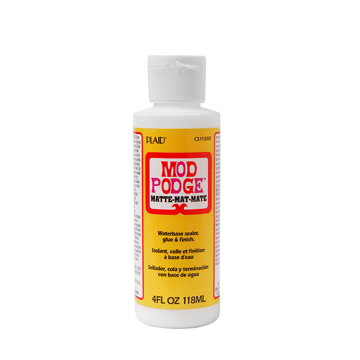 PLAID®
CS11302
MOD
PODGE®
MATTE-MAT-MATE
Waterbase sealer,
glue & finish.
Isolant, colle et finition
à base d'eau
Sellador, cola y terminación
con base de agua
4FL OZ 118ML